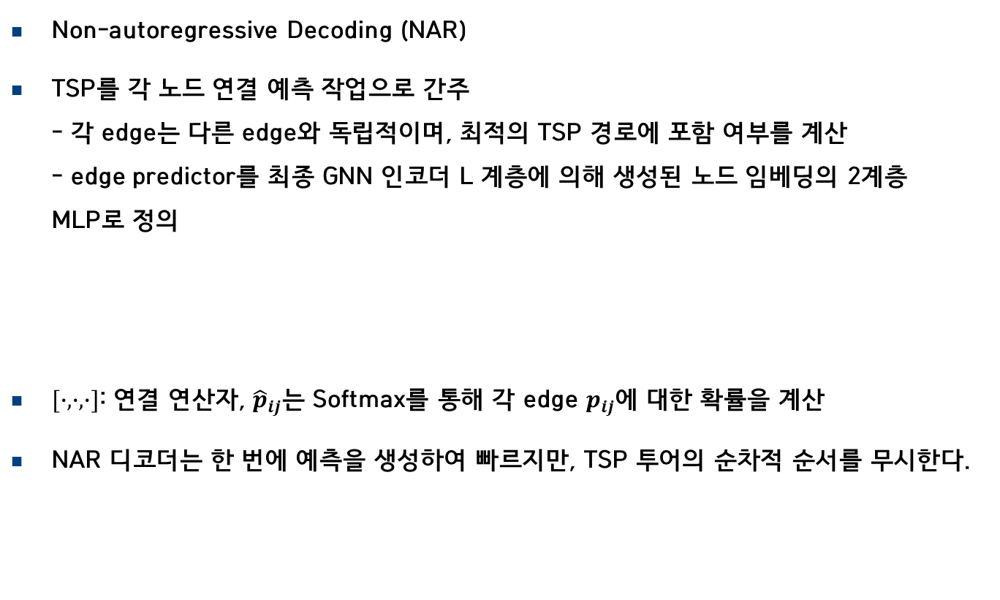 ▪ Non-autoregressive Decoding (NAR)
▪ TSP를 각 노드 연결 예측 작업으로 간주
- 각 edge는 다른 edge와 독립적이며, 최적의 TSP 경로에 포함 여부를 계산
- edge predictor를 최종 GNN 인코더 L 계층에 의해 생성된 노드 임베딩의 2계층
MLP로 정의
▪ [·,·,·]: 연결 연산자, p̂ᵢⱼ는 Softmax를 통해 각 edge pᵢⱼ에 대한 확률을 계산
▪ NAR 디코더는 한 번에 예측을 생성하여 빠르지만, TSP 투어의 순차적 순서를 무시한다.